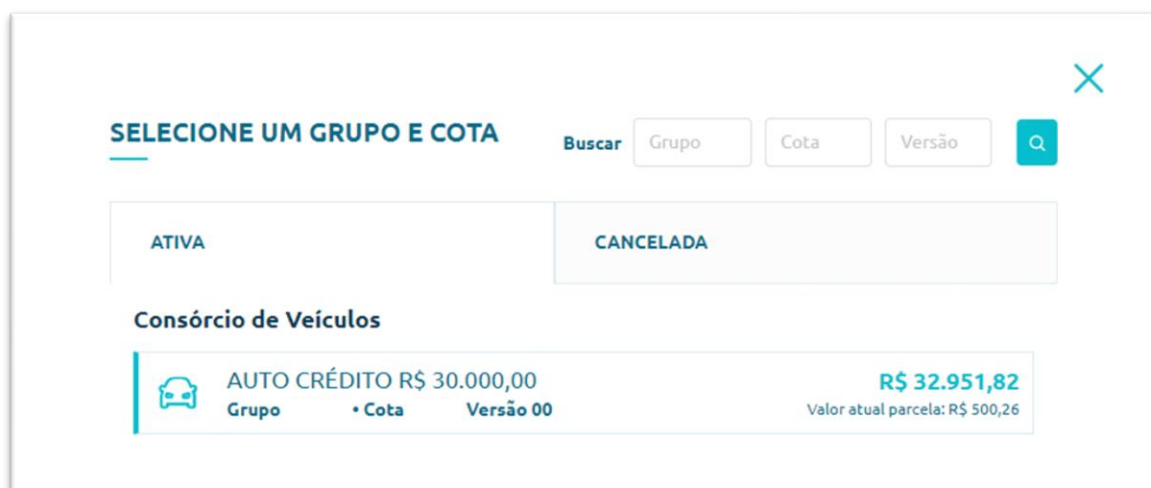 SELECIONE UM GRUPO E COTA
Buscar Grupo Cota Versão
ATIVA CANCELADA
Consórcio de Veículos
AUTO CRÉDITO R$ 30.000,00 R$ 32.951,82
Grupo • Cota Versão 00 Valor atual parcela: R$ 500,26